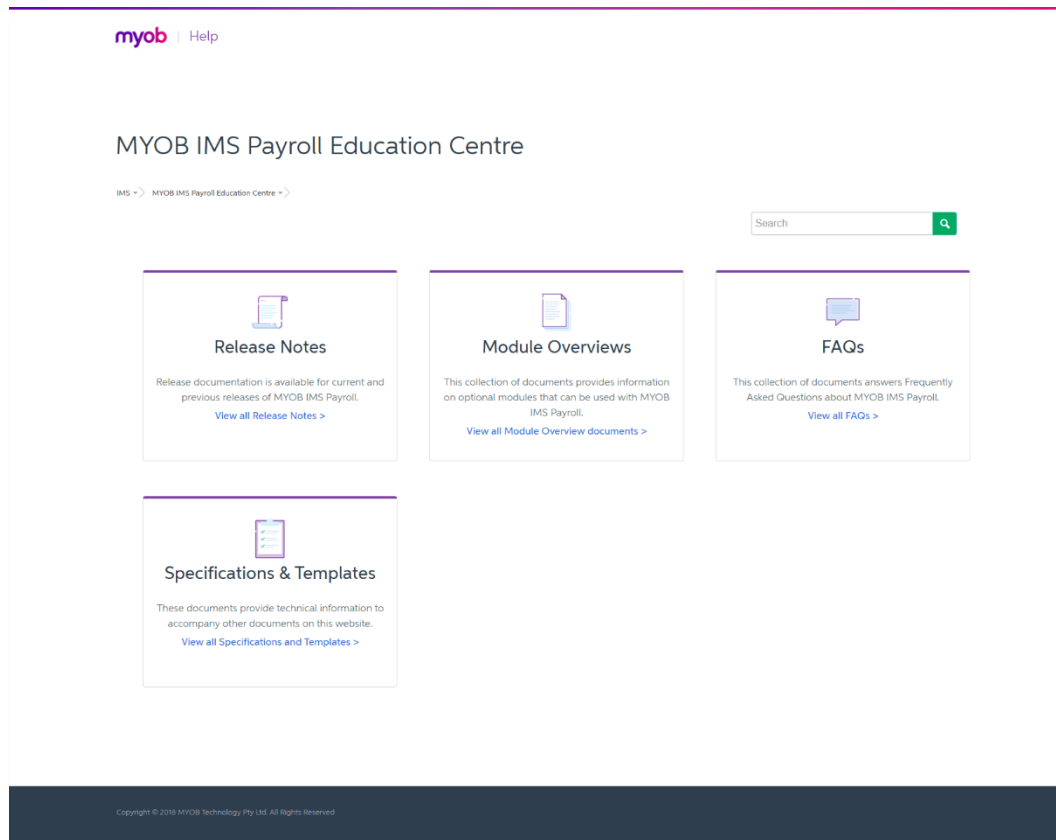 myob | Help
MYOB IMS Payroll Education Centre
IMS MYOB IMS Payroll Education Centre
Search
Release Notes
Release documentation is available for current and
previous releases of MYOB IMS Payroll.
View all Release Notes >
Module Overviews
This collection of documents provides information
on optional modules that can be used with MYOB
IMS Payroll.
View all Module Overview documents >
FAQs
This collection of documents answers Frequently
Asked Questions about MYOB IMS Payroll.
View all FAQs >
Specifications & Templates
These documents provide technical information to
accompany other documents on this website.
View all Specifications and Templates >
Copyright © 2018 MYOB Technology Pty Ltd. All Rights Reserved